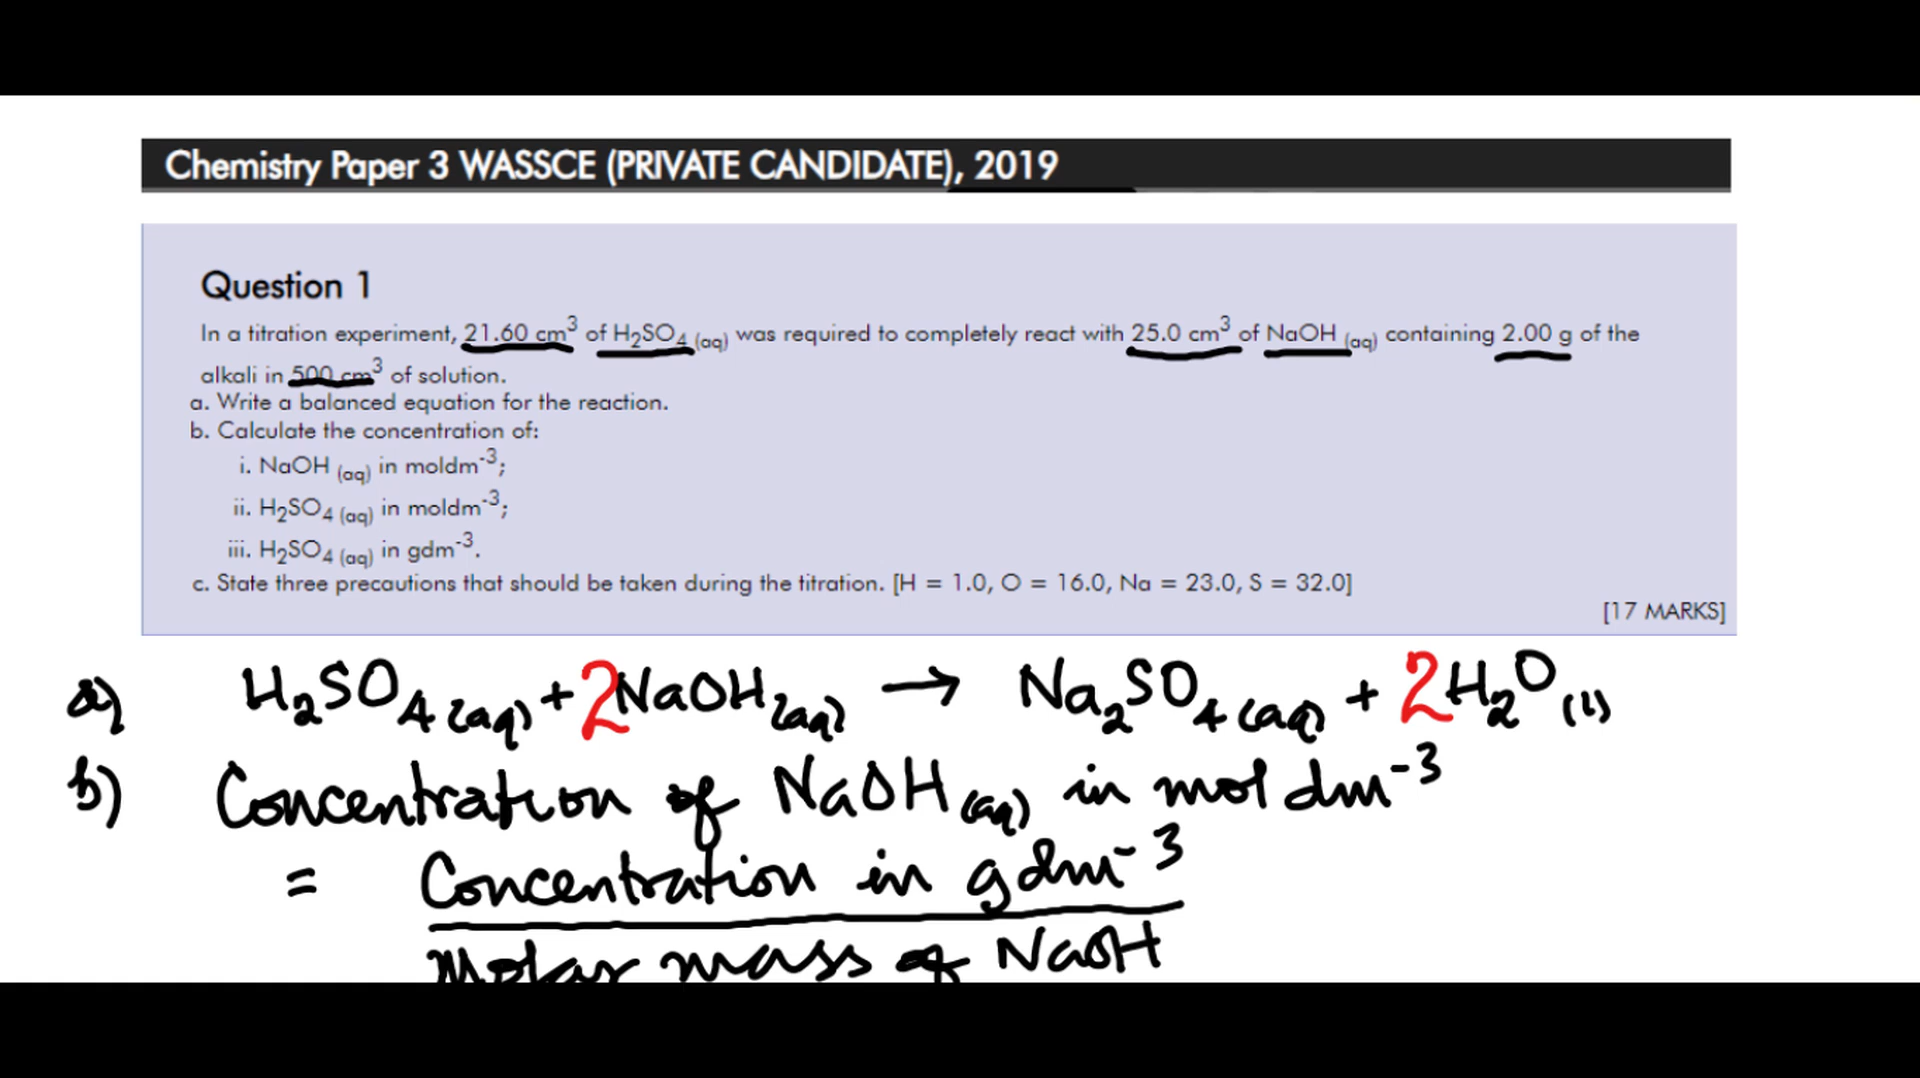 Chemistry Paper 3 WASSCE (PRIVATE CANDIDATE), 2019
Question 1
In a titration experiment, 21.60 cm³ of H₂SO₄ (aq) was required to completely react with 25.0 cm³ of NaOH (aq) containing 2.00 g of the
alkali in 500 cm³ of solution.
a. Write a balanced equation for the reaction.
b. Calculate the concentration of:
i. NaOH (aq) in moldm⁻³;
ii. H₂SO₄ (aq) in moldm⁻³;
iii. H₂SO₄ (aq) in gdm⁻³.
c. State three precautions that should be taken during the titration. [H = 1.0, O = 16.0, Na = 23.0, S = 32.0]
[17 MARKS]
a) H₂SO₄(aq) + 2NaOH(aq) → Na₂SO₄(aq) + 2H₂O(l)
b) Concentration of NaOH(aq) in mol dm⁻³
= Concentration in gdm⁻³
Molar mass of NaOH